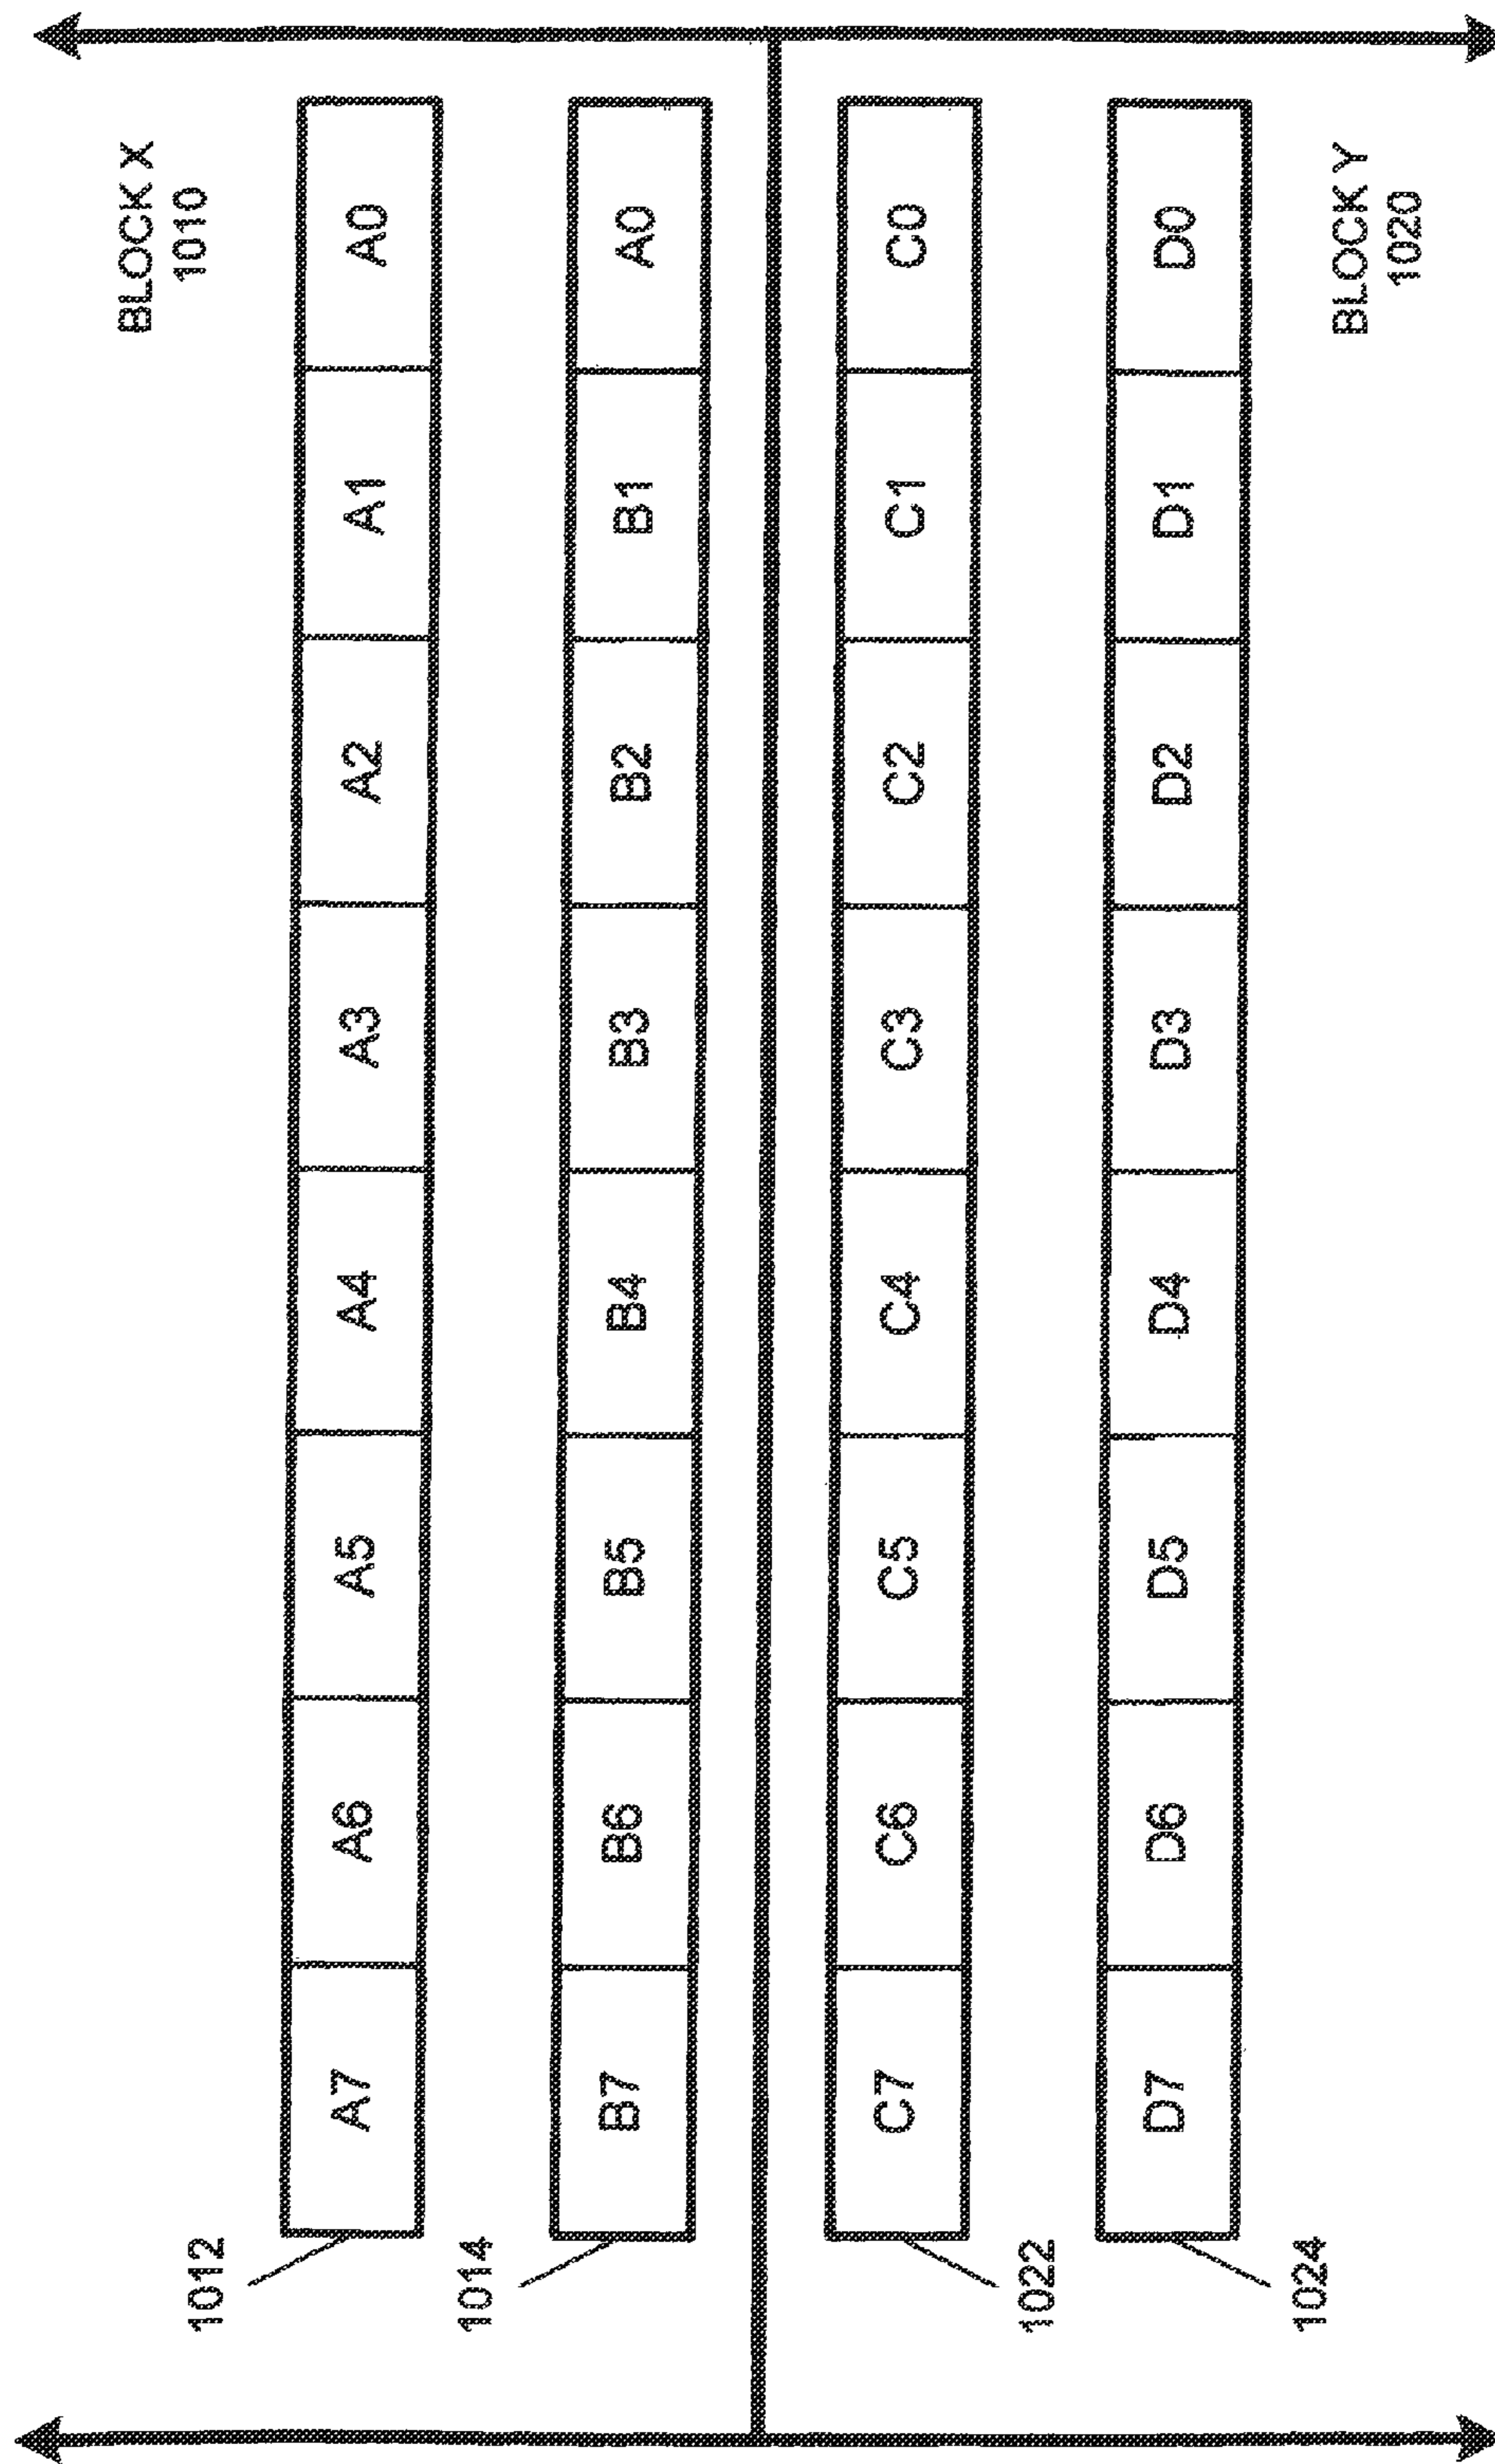 BLOCK X
1010
1012
A7 A6 A5 A4 A3 A2 A1 A0
1014
B7 B6 B5 B4 B3 B2 B1 A0
C7 C6 C5 C4 C3 C2 C1 C0
1022
D7 D6 D5 D4 D3 D2 D1 D0
1024
BLOCK Y
1020